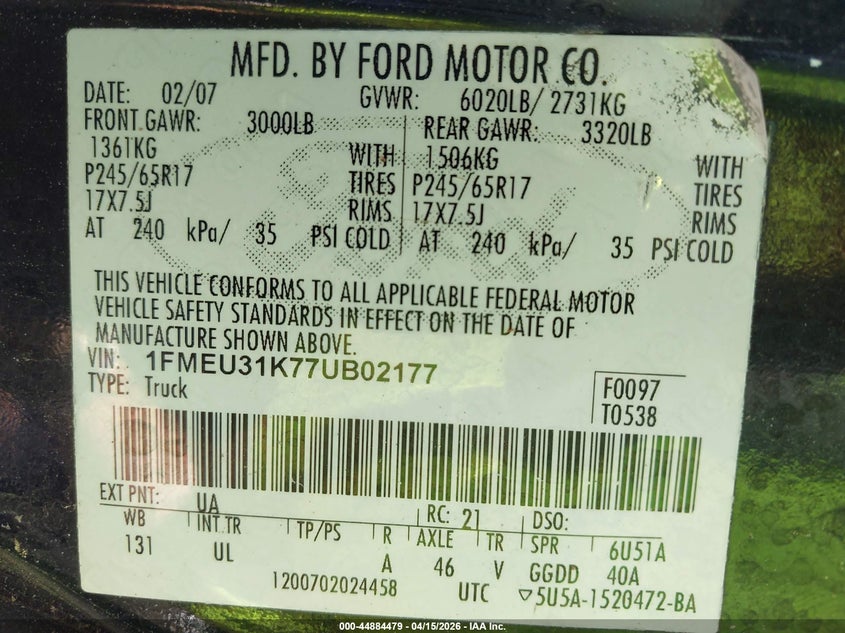 MFD. BY FORD MOTOR CO.
DATE: 02/07 GVWR: 6020LB/ 2731KG
FRONT GAWR: 3000LB REAR GAWR: 3320LB
1361KG WITH 1506KG WITH
P245/65R17 TIRES P245/65R17 TIRES
17X7.5J RIMS 17X7.5J RIMS
AT 240 kPa/ 35 PSI COLD AT 240 kPa/ 35 PSI COLD
Ford
THIS VEHICLE CONFORMS TO ALL APPLICABLE FEDERAL MOTOR
VEHICLE SAFETY STANDARDS IN EFFECT ON THE DATE OF
MANUFACTURE SHOWN ABOVE.
VIN: 1FMEU31K77UB02177
TYPE: Truck
F0097
T0538
EXT PNT: UA RC: 21 DSO:
WB INT TR TP/PS R AXLE TR SPR 6U51A
131 UL A 46 V GGDD 40A
1200702024458 UTC ▽5U5A-1520472-BA
000-44884479 - 04/15/2026 - IAA Inc.